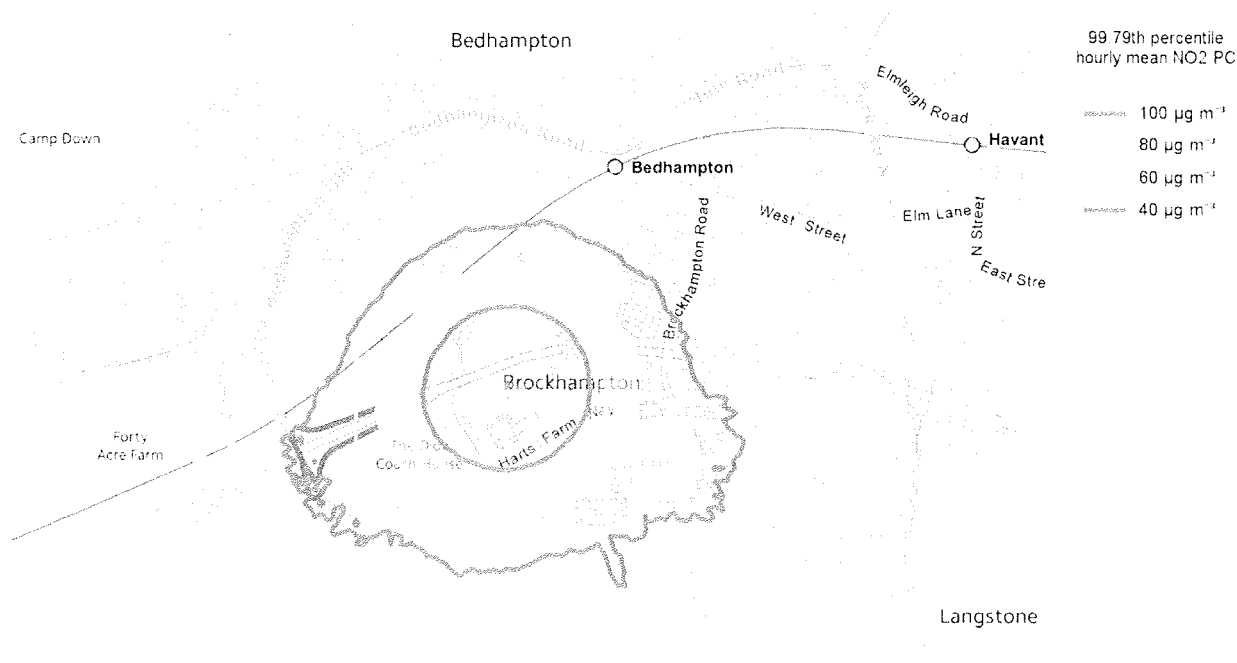 Bedhampton
99.79th percentile
hourly mean NO2 PC
100 µg m⁻³
80 µg m⁻³
60 µg m⁻³
40 µg m⁻³
Elmleigh Road
Camp Down
Bedhampton Road
Havant
Bedhampton
Brockhampton Road
West Street
Elm Lane
N Street
East Stre
Brockhampton
Harts Farm Way
Forty
Acre Farm
Langstone